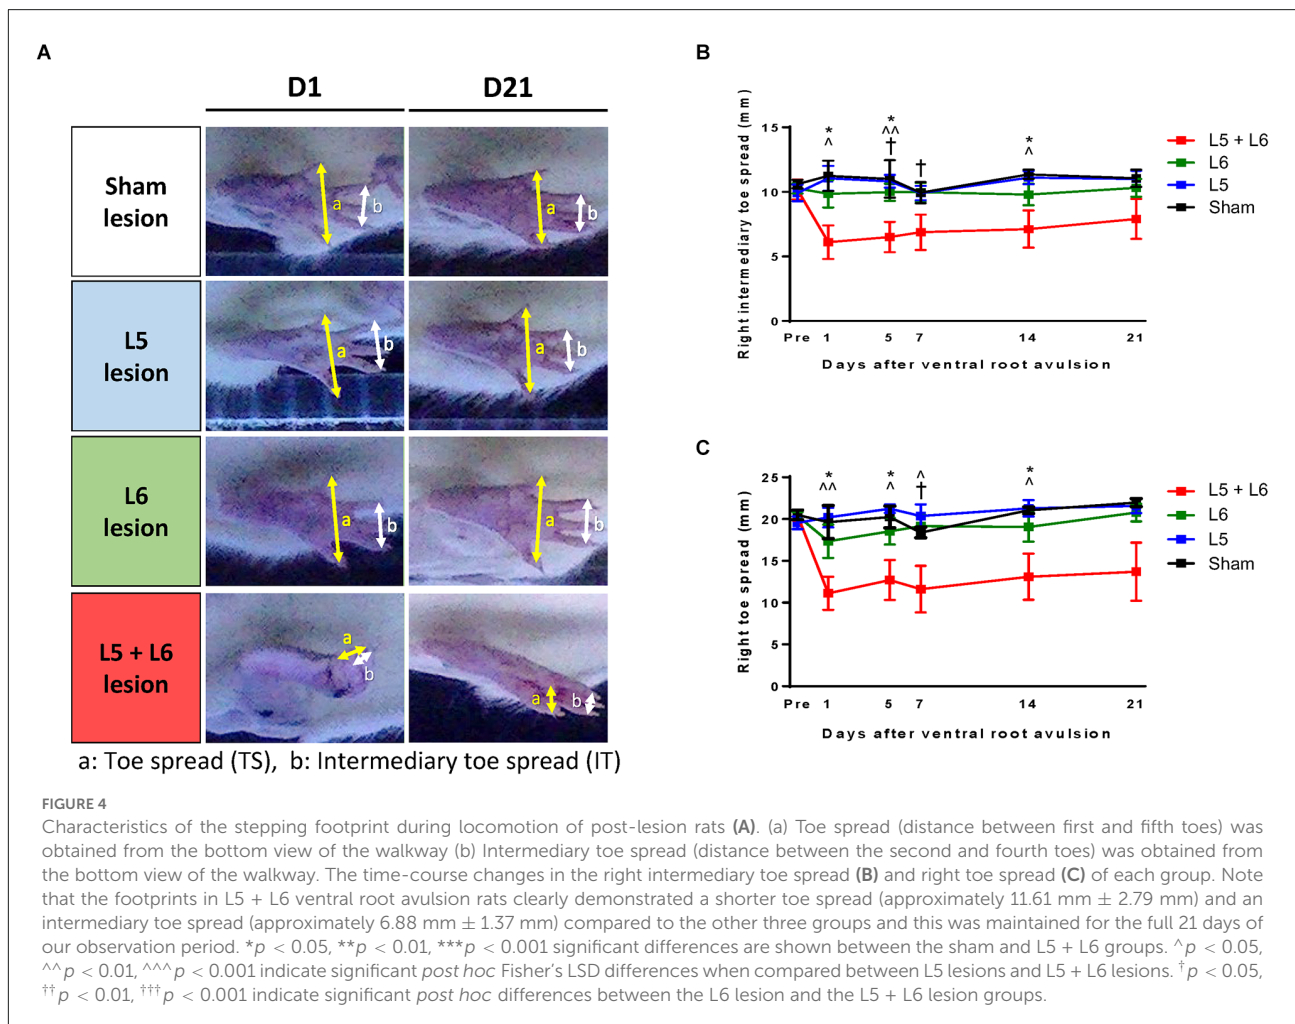 A
D1
D21
Sham
lesion
a
b
a
b
L5
lesion
a
b
a
b
L6
lesion
a
b
a
b
L5 + L6
lesion
a
b
a
b
a: Toe spread (TS), b: Intermediary toe spread (IT)
B
Right intermediary toe spread (mm)
15
10
5
0
*
^
*
^^
†
†
*
^
Pre 1 5 7 14 21
Days after ventral root avulsion
L5 + L6
L6
L5
Sham
C
Right toe spread (mm)
25
20
15
10
5
0
*
^^
*
^
^
†
*
^
Pre 1 5 7 14 21
Days after ventral root avulsion
L5 + L6
L6
L5
Sham
FIGURE 4
Characteristics of the stepping footprint during locomotion of post-lesion rats (A). (a) Toe spread (distance between first and fifth toes) was
obtained from the bottom view of the walkway (b) Intermediary toe spread (distance between the second and fourth toes) was obtained from
the bottom view of the walkway. The time-course changes in the right intermediary toe spread (B) and right toe spread (C) of each group. Note
that the footprints in L5 + L6 ventral root avulsion rats clearly demonstrated a shorter toe spread (approximately 11.61 mm ± 2.79 mm) and an
intermediary toe spread (approximately 6.88 mm ± 1.37 mm) compared to the other three groups and this was maintained for the full 21 days of
our observation period. *p < 0.05, **p < 0.01, ***p < 0.001 significant differences are shown between the sham and L5 + L6 groups. ^p < 0.05,
^^p < 0.01, ^^^p < 0.001 indicate significant post hoc Fisher's LSD differences when compared between L5 lesions and L5 + L6 lesions. †p < 0.05,
††p < 0.01, †††p < 0.001 indicate significant post hoc differences between the L6 lesion and the L5 + L6 lesion groups.